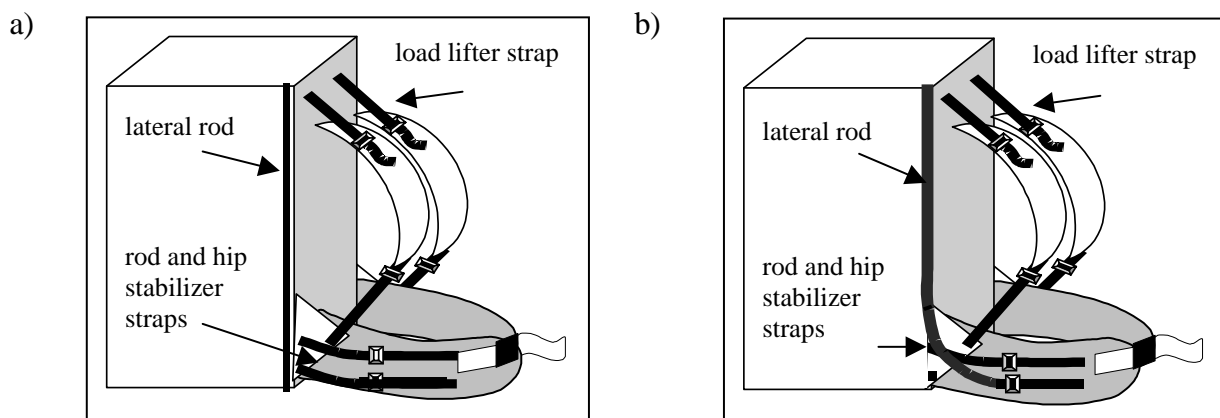 a)
load lifter strap
lateral rod
rod and hip
stabilizer
straps
b)
load lifter strap
lateral rod
rod and hip
stabilizer
straps